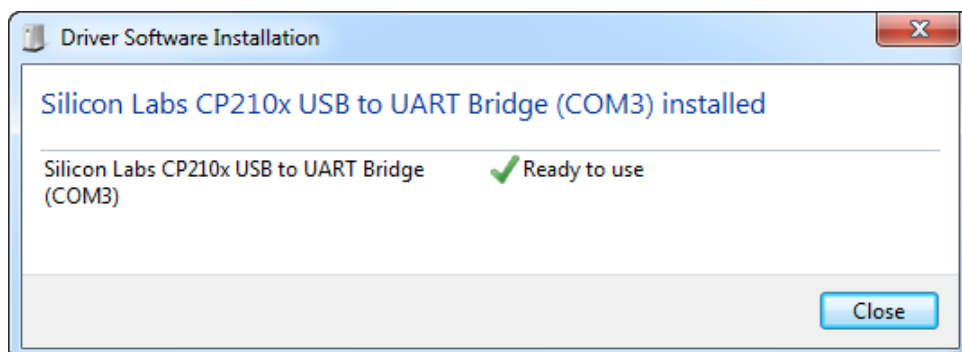 Driver Software Installation
Silicon Labs CP210x USB to UART Bridge (COM3) installed
Silicon Labs CP210x USB to UART Bridge
(COM3)
Ready to use
Close